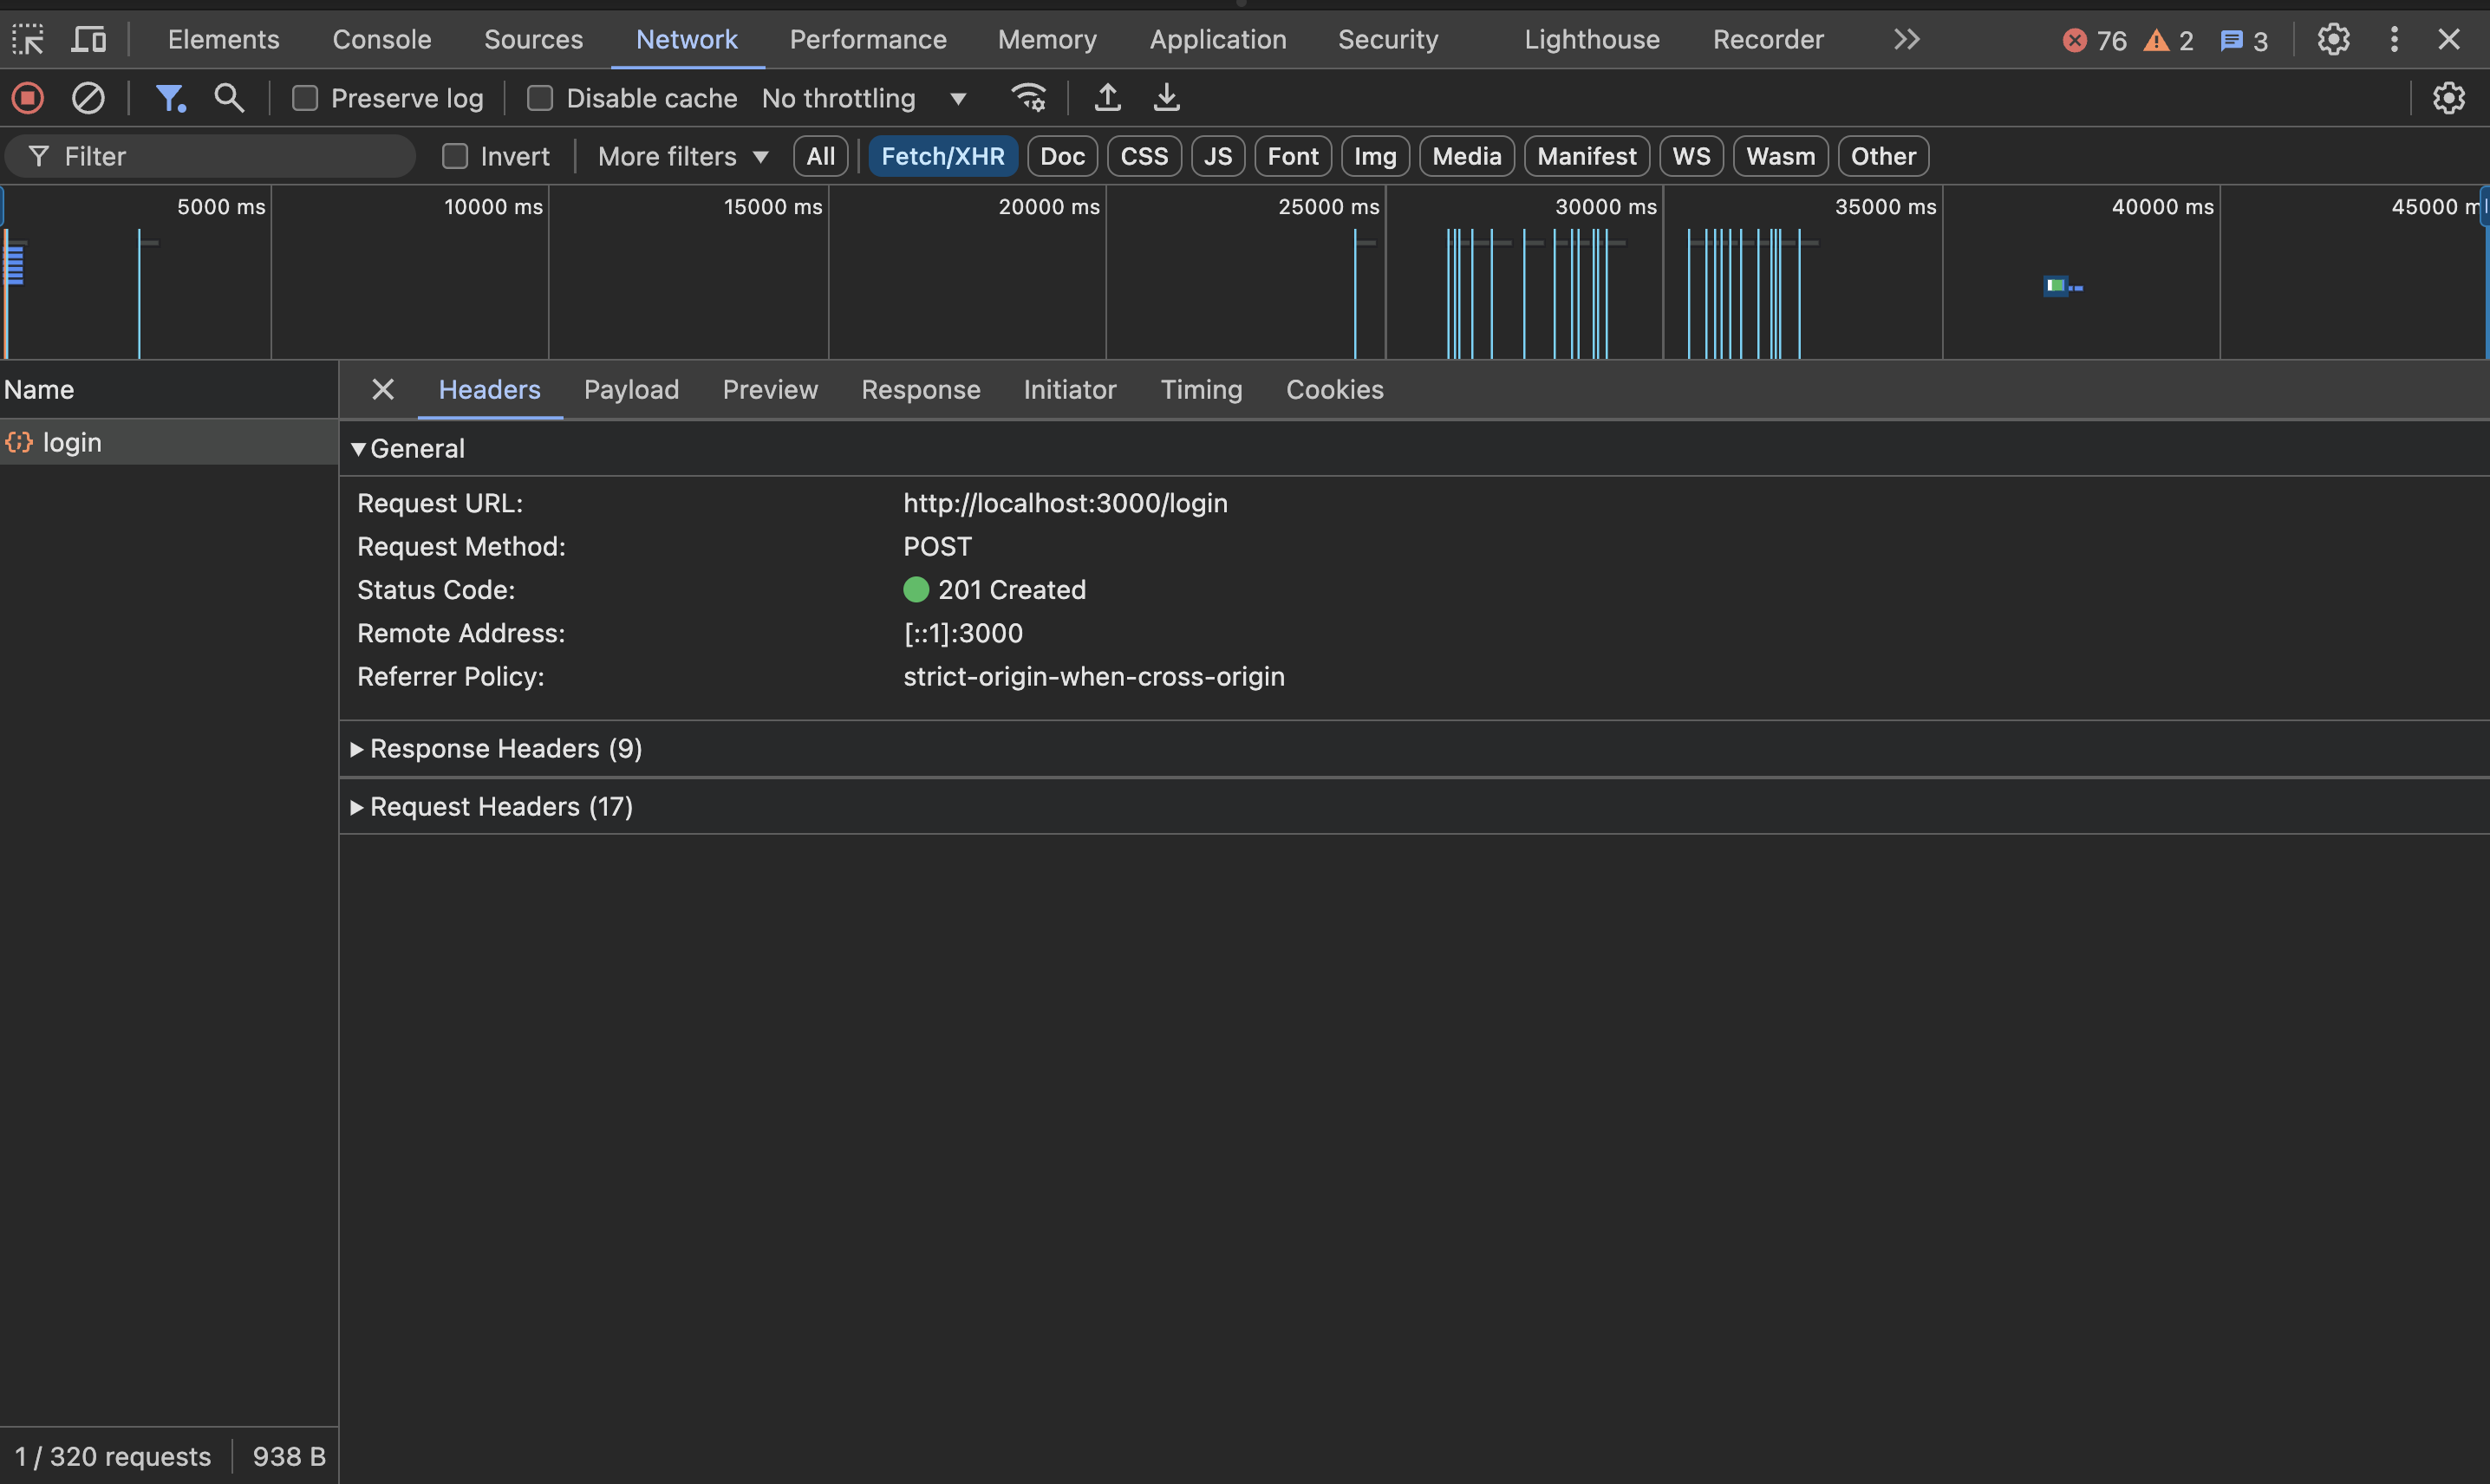 Elements Console Sources Network Performance Memory Application Security Lighthouse Recorder 76 2 3
Preserve log Disable cache No throttling
Filter Invert More filters All Fetch/XHR Doc CSS JS Font Img Media Manifest WS Wasm Other
5000 ms 10000 ms 15000 ms 20000 ms 25000 ms 30000 ms 35000 ms 40000 ms 45000 m
Name Headers Payload Preview Response Initiator Timing Cookies
login
General
Request URL: http://localhost:3000/login
Request Method: POST
Status Code: 201 Created
Remote Address: [::1]:3000
Referrer Policy: strict-origin-when-cross-origin
Response Headers (9)
Request Headers (17)
1 / 320 requests 938 B